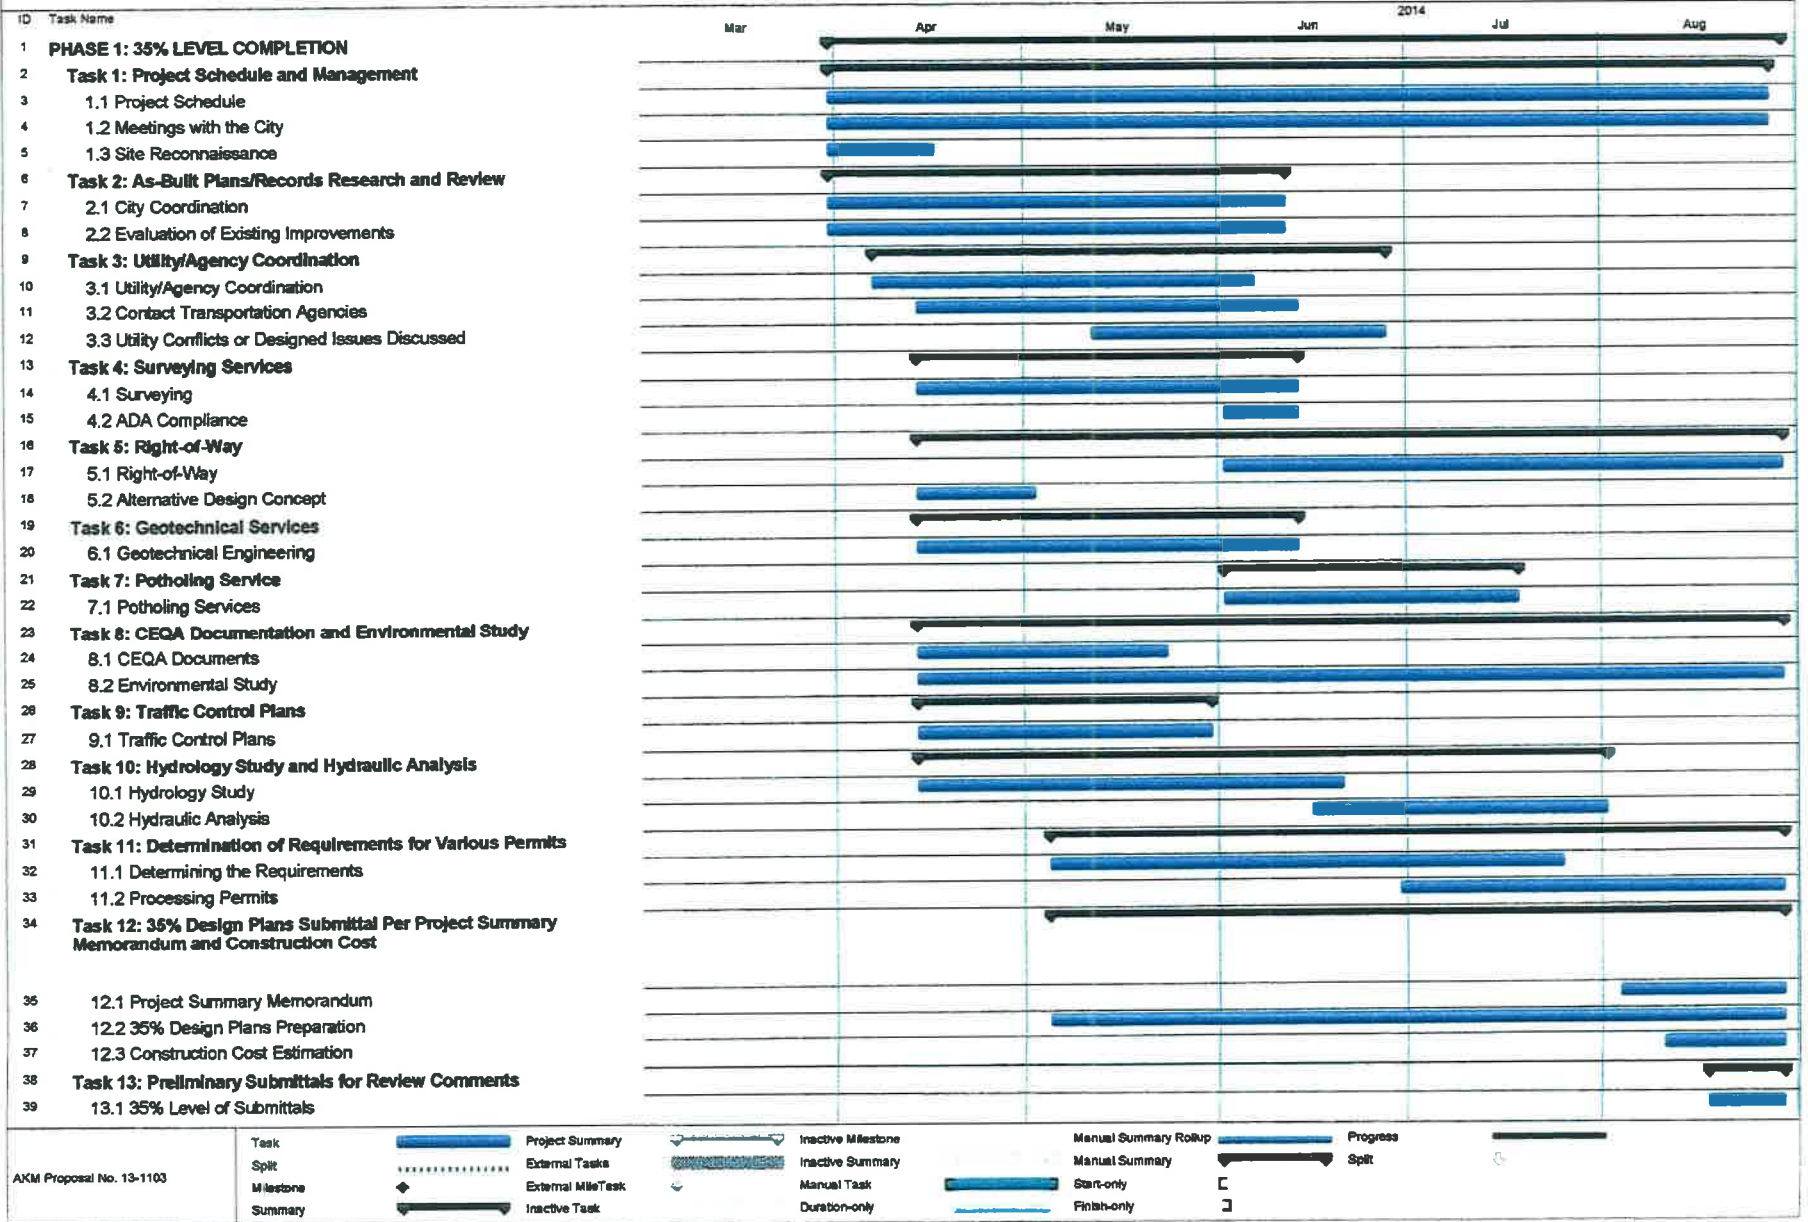 2014
ID Task Name Mar Apr May Jun Jul Aug
1 PHASE 1: 35% LEVEL COMPLETION
2 Task 1: Project Schedule and Management
3 1.1 Project Schedule
4 1.2 Meetings with the City
5 1.3 Site Reconnaissance
6 Task 2: As-Built Plans/Records Research and Review
7 2.1 City Coordination
8 2.2 Evaluation of Existing Improvements
9 Task 3: Utility/Agency Coordination
10 3.1 Utility/Agency Coordination
11 3.2 Contact Transportation Agencies
12 3.3 Utility Conflicts or Designed Issues Discussed
13 Task 4: Surveying Services
14 4.1 Surveying
15 4.2 ADA Compliance
16 Task 5: Right-of-Way
17 5.1 Right-of-Way
18 5.2 Alternative Design Concept
19 Task 6: Geotechnical Services
20 6.1 Geotechnical Engineering
21 Task 7: Potholing Service
22 7.1 Potholing Services
23 Task 8: CEQA Documentation and Environmental Study
24 8.1 CEQA Documents
25 8.2 Environmental Study
26 Task 9: Traffic Control Plans
27 9.1 Traffic Control Plans
28 Task 10: Hydrology Study and Hydraulic Analysis
29 10.1 Hydrology Study
30 10.2 Hydraulic Analysis
31 Task 11: Determination of Requirements for Various Permits
32 11.1 Determining the Requirements
33 11.2 Processing Permits
34 Task 12: 35% Design Plans Submittal Per Project Summary
Memorandum and Construction Cost
35 12.1 Project Summary Memorandum
36 12.2 35% Design Plans Preparation
37 12.3 Construction Cost Estimation
38 Task 13: Preliminary Submittals for Review Comments
39 13.1 35% Level of Submittals
AKM Proposal No. 13-1103
Task Project Summary Inactive Milestone Manual Summary Rollup Progress
Split External Tasks Inactive Summary Manual Summary Split
Milestone External MileTask Manual Task Start-only
Summary Inactive Task Duration-only Finish-only